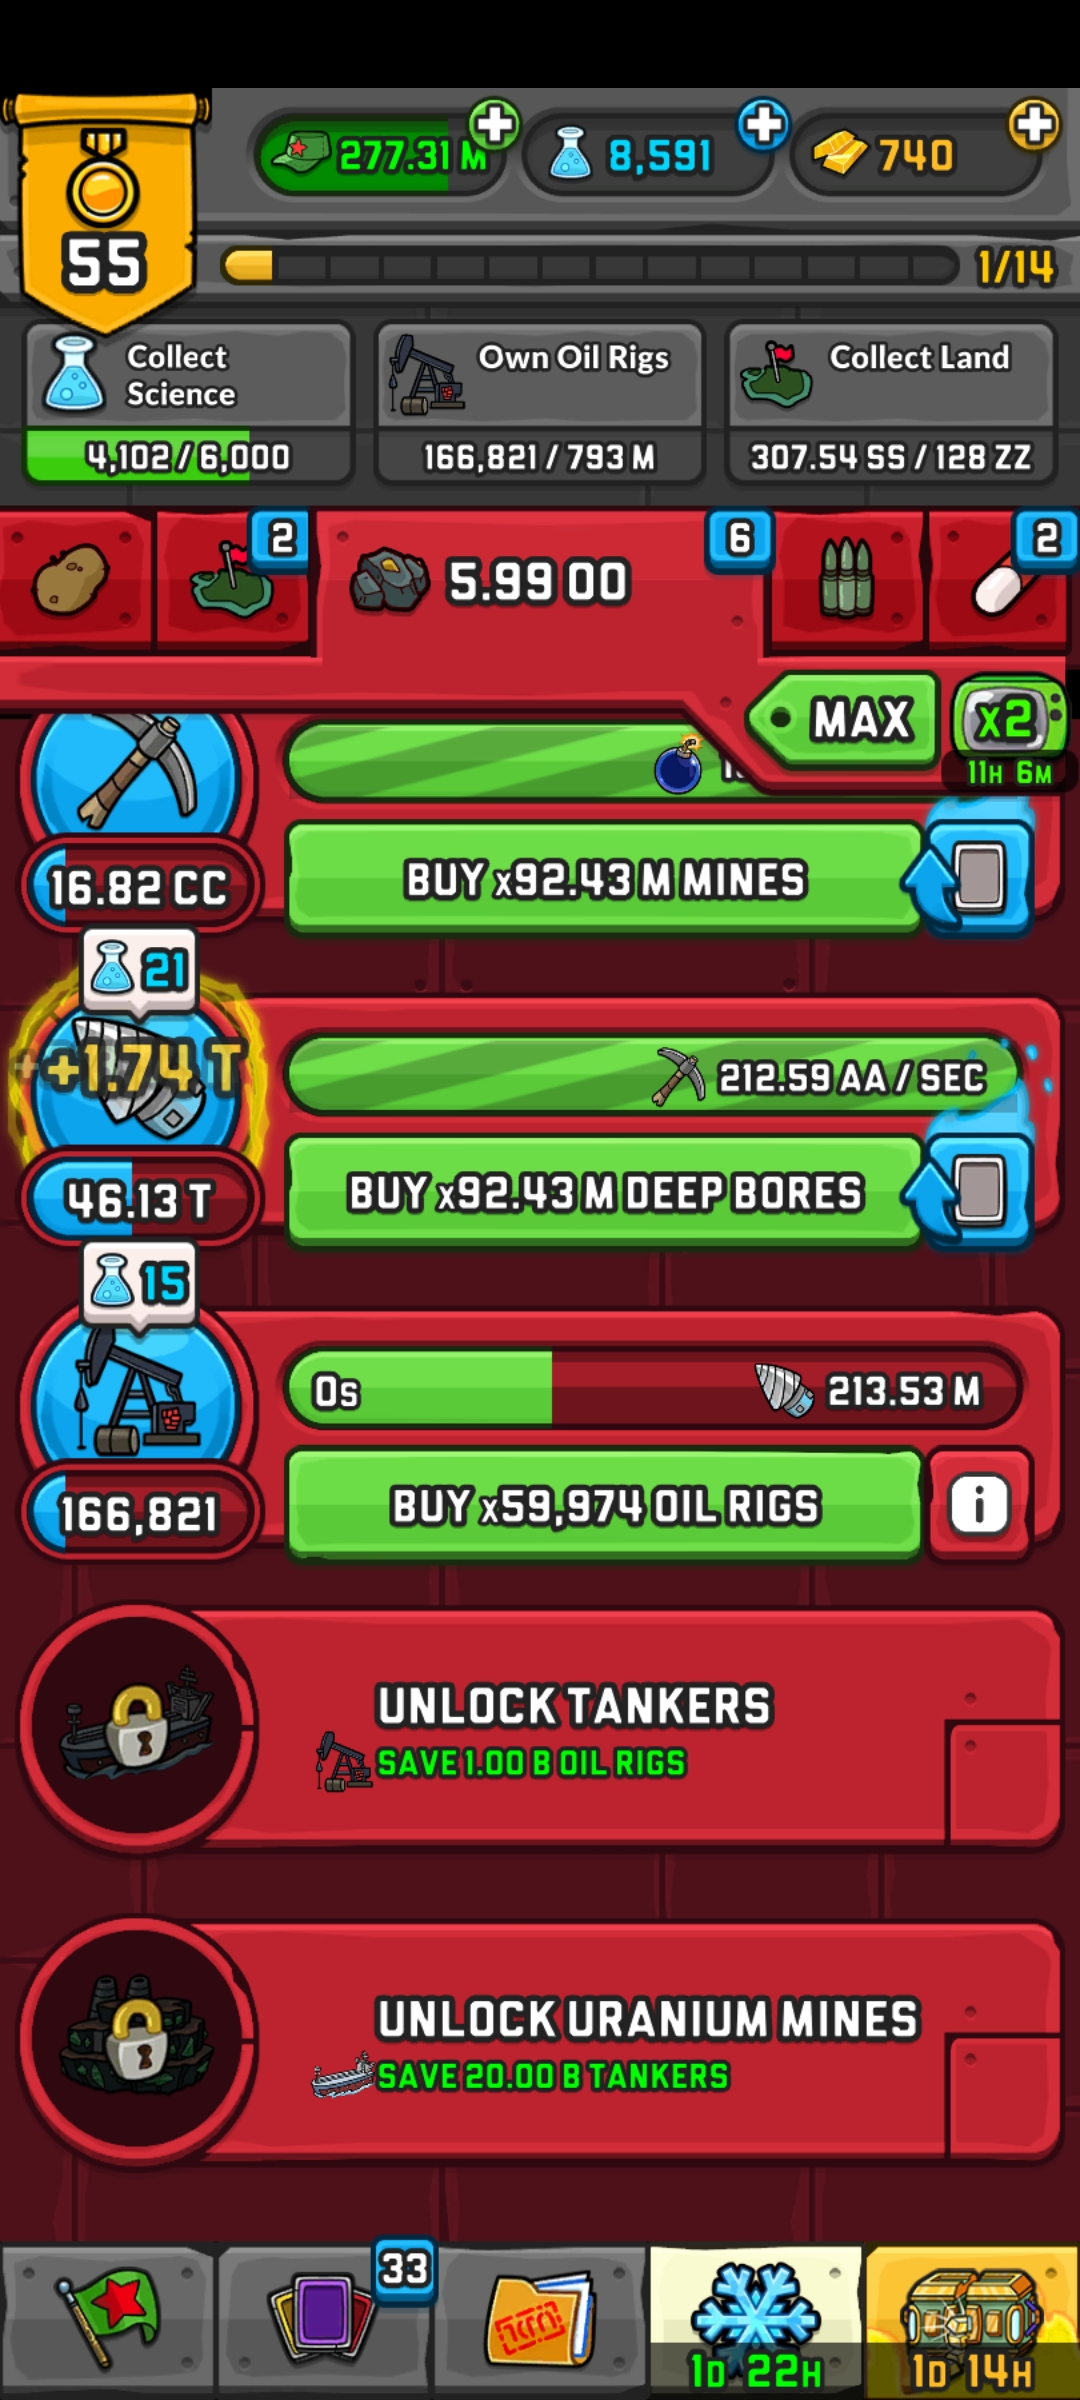 55
277.31 M
8,591
740
1/14
Collect
Science
4,102 / 6,000
Own Oil Rigs
166,821 / 793 M
Collect Land
307.54 SS / 128 ZZ
2
5.99 OO
6
2
MAX
x2
11H 6M
16.82 CC
BUY x92.43 M MINES
21
+1.74 T
212.59 AA / SEC
46.13 T
BUY x92.43 M DEEP BORES
15
0s
213.53 M
166,821
BUY x59,974 OIL RIGS
i
UNLOCK TANKERS
SAVE 1.00 B OIL RIGS
UNLOCK URANIUM MINES
SAVE 20.00 B TANKERS
33
1D 22H
1D 14H